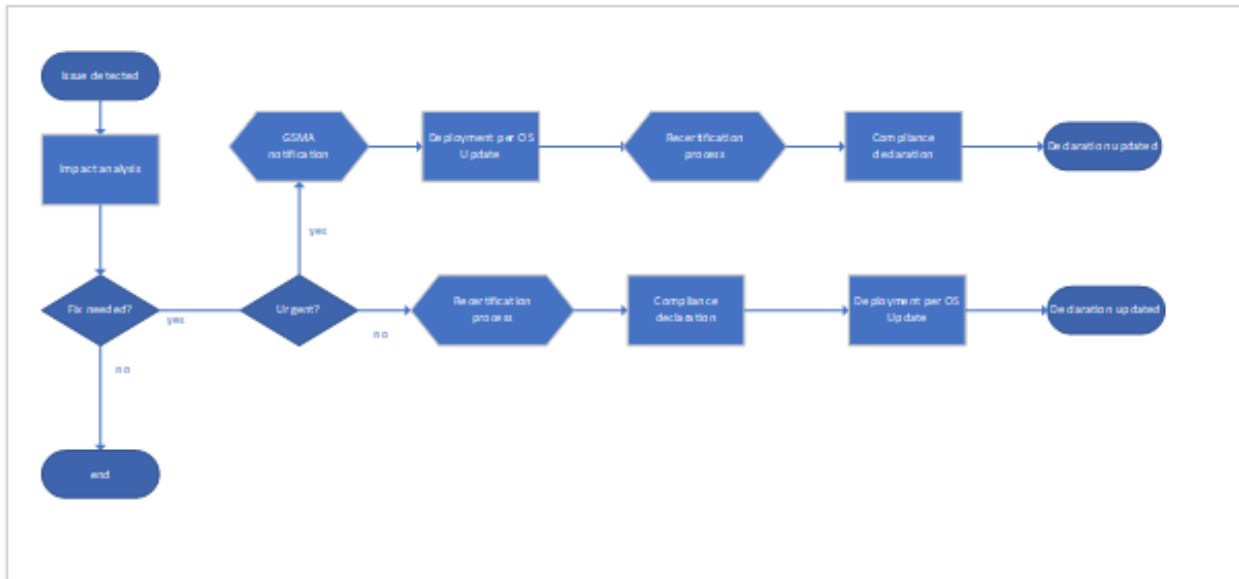 Issue detected
Impact analysis
Fix needed?
yes
no
end
Urgent?
yes
no
GSMA
notification
Deployment per OS
Update
Recertification
process
Compliance
declaration
Declaration updated
Recertification
process
Compliance
declaration
Deployment per OS
Update
Declaration updated